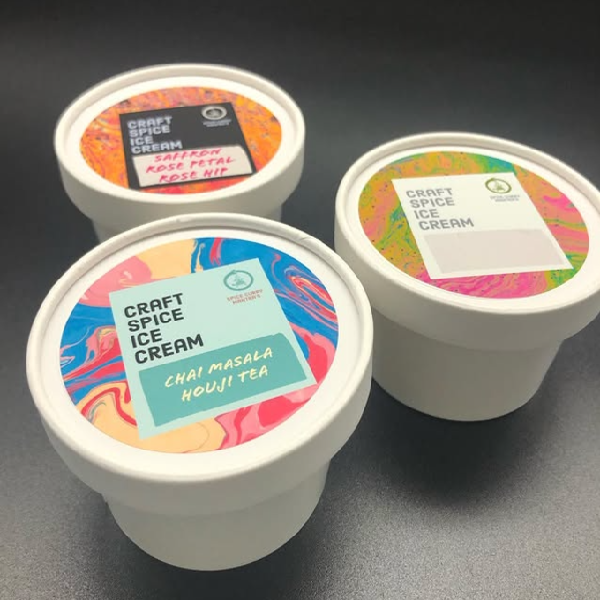 CRAFT
SPICE
ICE
CREAM
SAFFRON
ROSE PETAL
ROSE HIP
CRAFT
SPICE
ICE
CREAM
CRAFT
SPICE
ICE
CREAM
SPICE CURRY
CHAI MASALA
HOUJI TEA